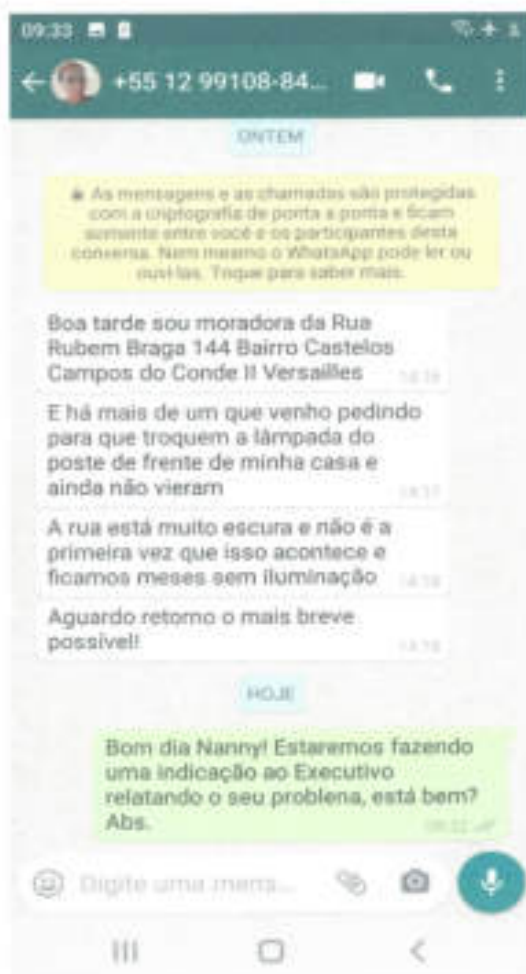 09:33
+55 12 99108-84...
ONTEM
As mensagens e as chamadas são protegidas
com a criptografia de ponta a ponta e ficam
somente entre você e os participantes desta
conversa. Nem mesmo o WhatsApp pode ler ou
ouvi-las. Toque para saber mais.
Boa tarde sou moradora da Rua
Rubem Braga 144 Bairro Castelos
Campos do Conde II Versailles
E há mais de um que venho pedindo
para que troquem a lâmpada do
poste de frente de minha casa e
ainda não vieram
A rua está muito escura e não é a
primeira vez que isso acontece e
ficamos meses sem iluminação
Aguardo retorno o mais breve
possível!
HOJE
Bom dia Nanny! Estaremos fazendo
uma indicação ao Executivo
relatando o seu problena, está bem?
Abs.
Digite uma mens...